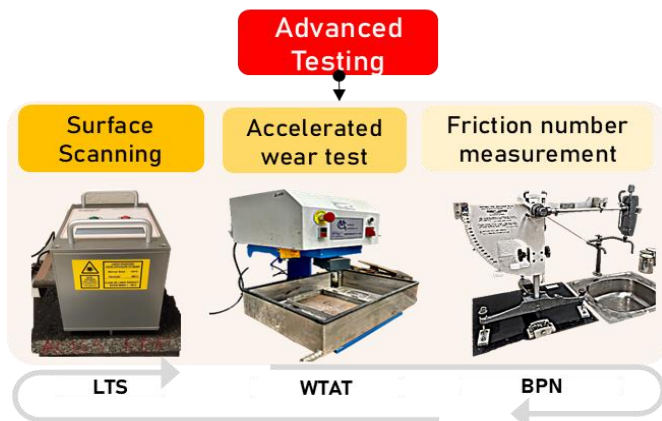 Advanced
Testing
Surface
Scanning
Accelerated
wear test
Friction number
measurement
LTS
WTAT
BPN